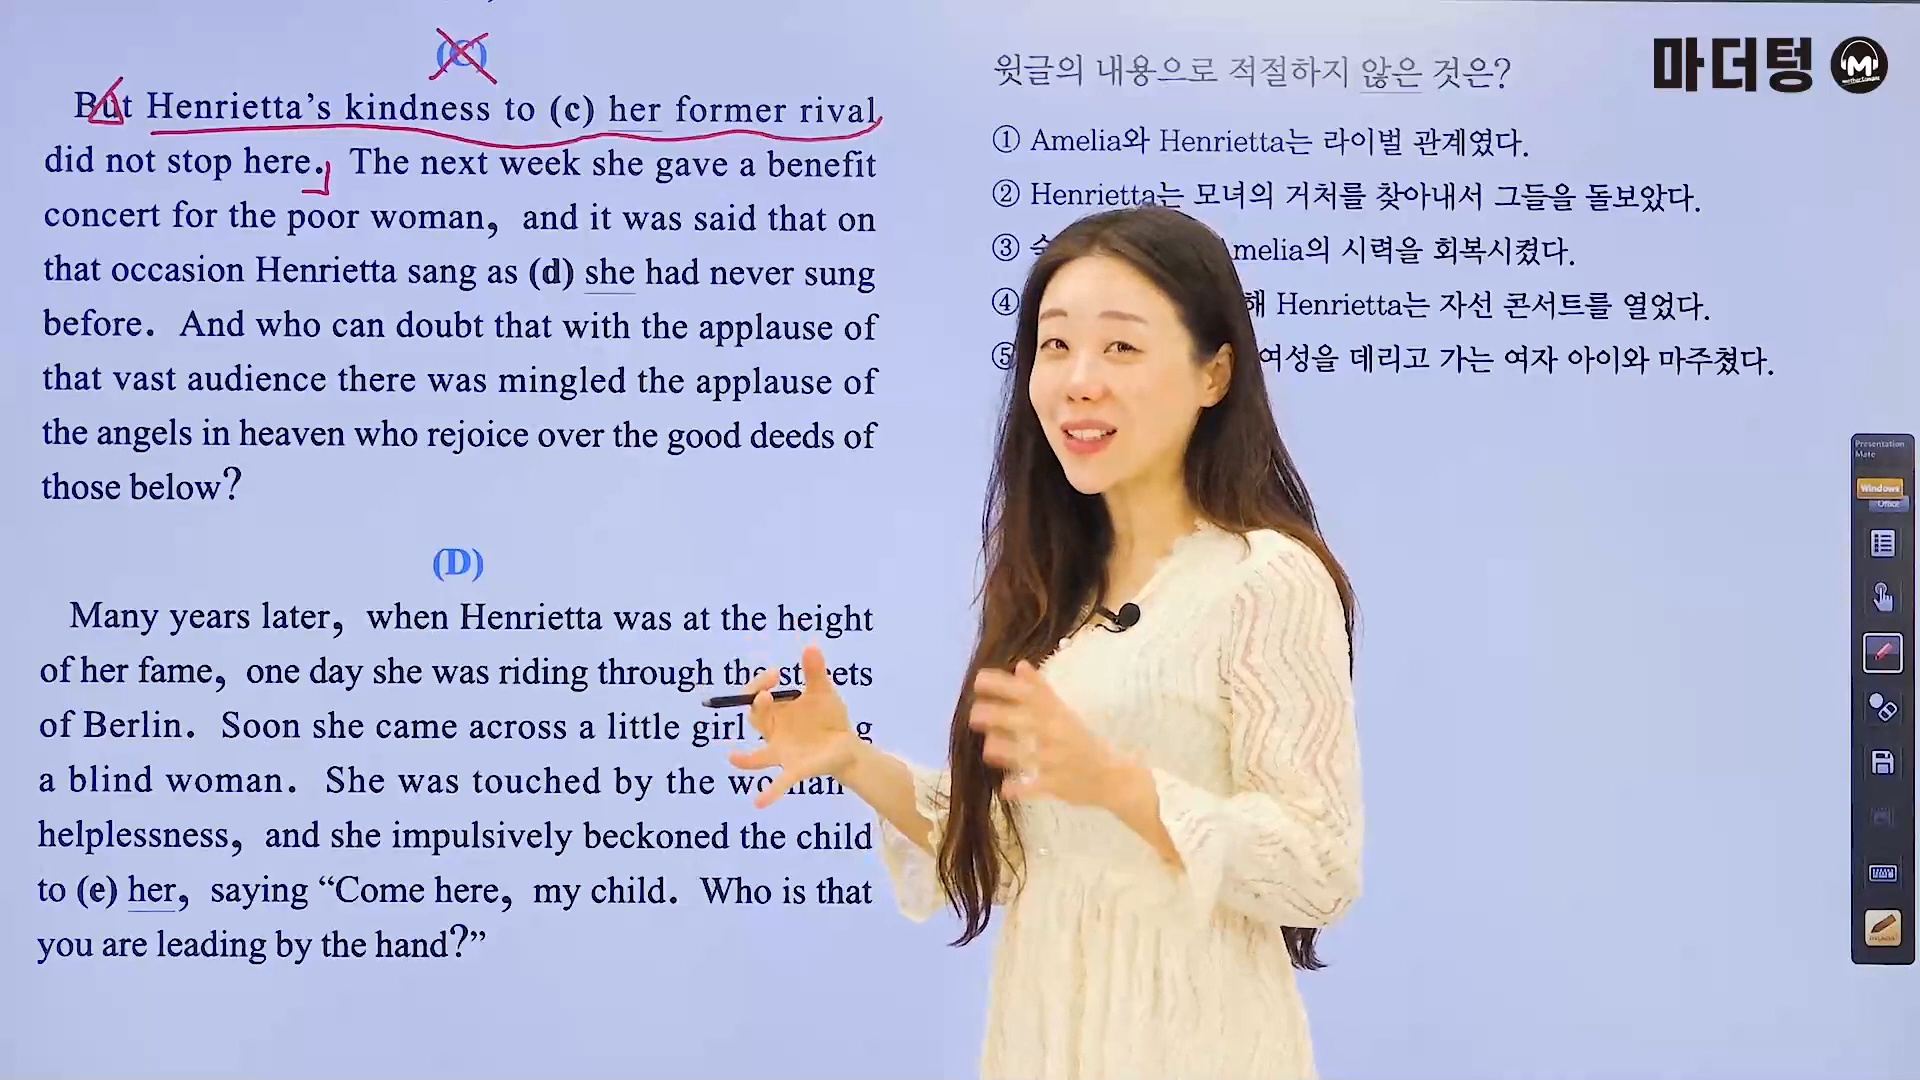 (C)
But Henrietta’s kindness to (c) her former rival
did not stop here. The next week she gave a benefit
concert for the poor woman, and it was said that on
that occasion Henrietta sang as (d) she had never sung
before. And who can doubt that with the applause of
that vast audience there was mingled the applause of
the angels in heaven who rejoice over the good deeds of
those below?
(D)
Many years later, when Henrietta was at the height
of her fame, one day she was riding through the streets
of Berlin. Soon she came across a little girl
a blind woman. She was touched by the woman
helplessness, and she impulsively beckoned the child
to (e) her, saying “Come here, my child. Who is that
you are leading by the hand?”
윗글의 내용으로 적절하지 않은 것은?
① Amelia와 Henrietta는 라이벌 관계였다.
② Henrietta는 모녀의 거처를 찾아내서 그들을 돌보았다.
③ Amelia의 시력을 회복시켰다.
④ Henrietta는 자선 콘서트를 열었다.
⑤ 여성을 데리고 가는 여자 아이와 마주쳤다.
마더텅
M
Presentation
Mate
Windows
Office